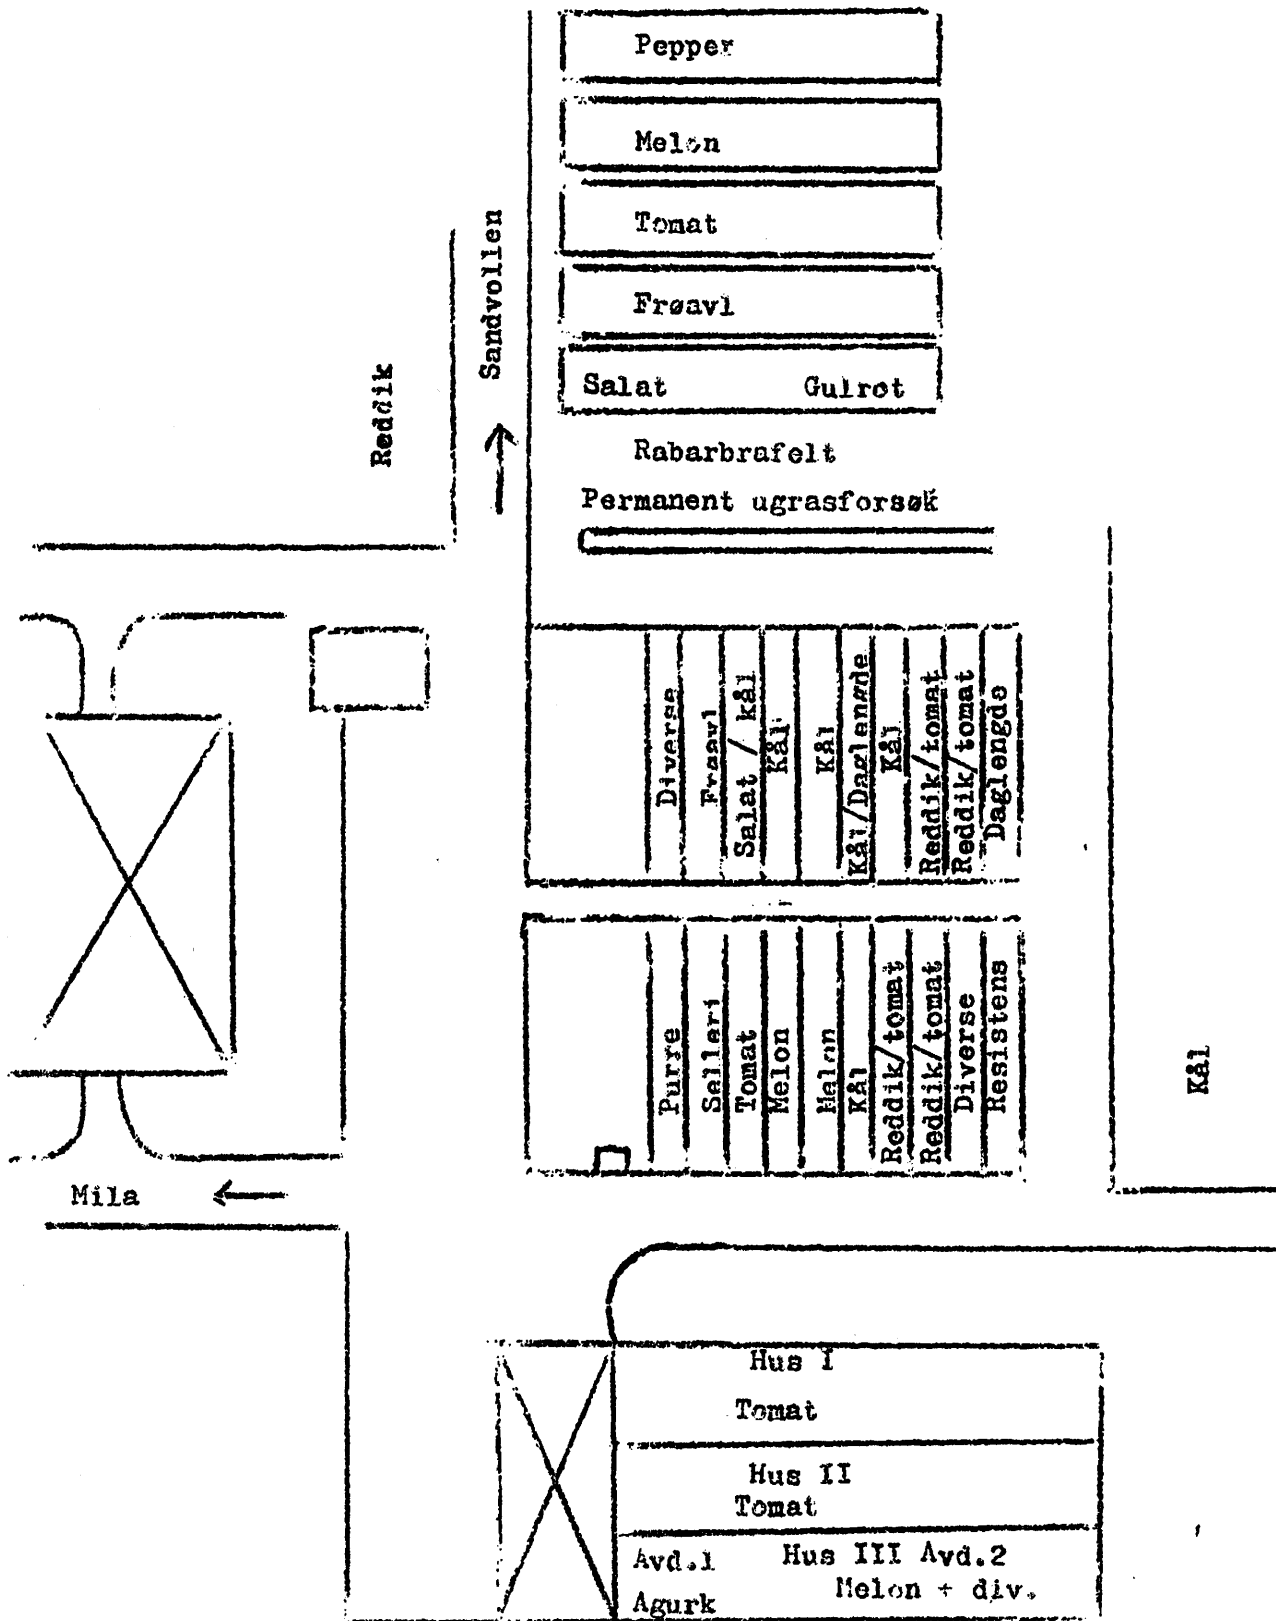 Pepper
Melon
Tomat
Frøavl
Salat Gulrot
Rabarbrafelt
Permanent ugrasforsøk
Sandvollen
Reddik
Diverse
Frøavl
Salat / kål
Kål
Kål
Kål/Daglengde
Kål
Reddik/tomat
Reddik/tomat
Daglengde
Purre
Selleri
Tomat
Melon
Melon
Kål
Reddik/tomat
Reddik/tomat
Diverse
Resistens
Kål
Mila
Hus I
Tomat
Hus II
Tomat
Avd.1 Hus III Avd.2
Agurk Melon + div.